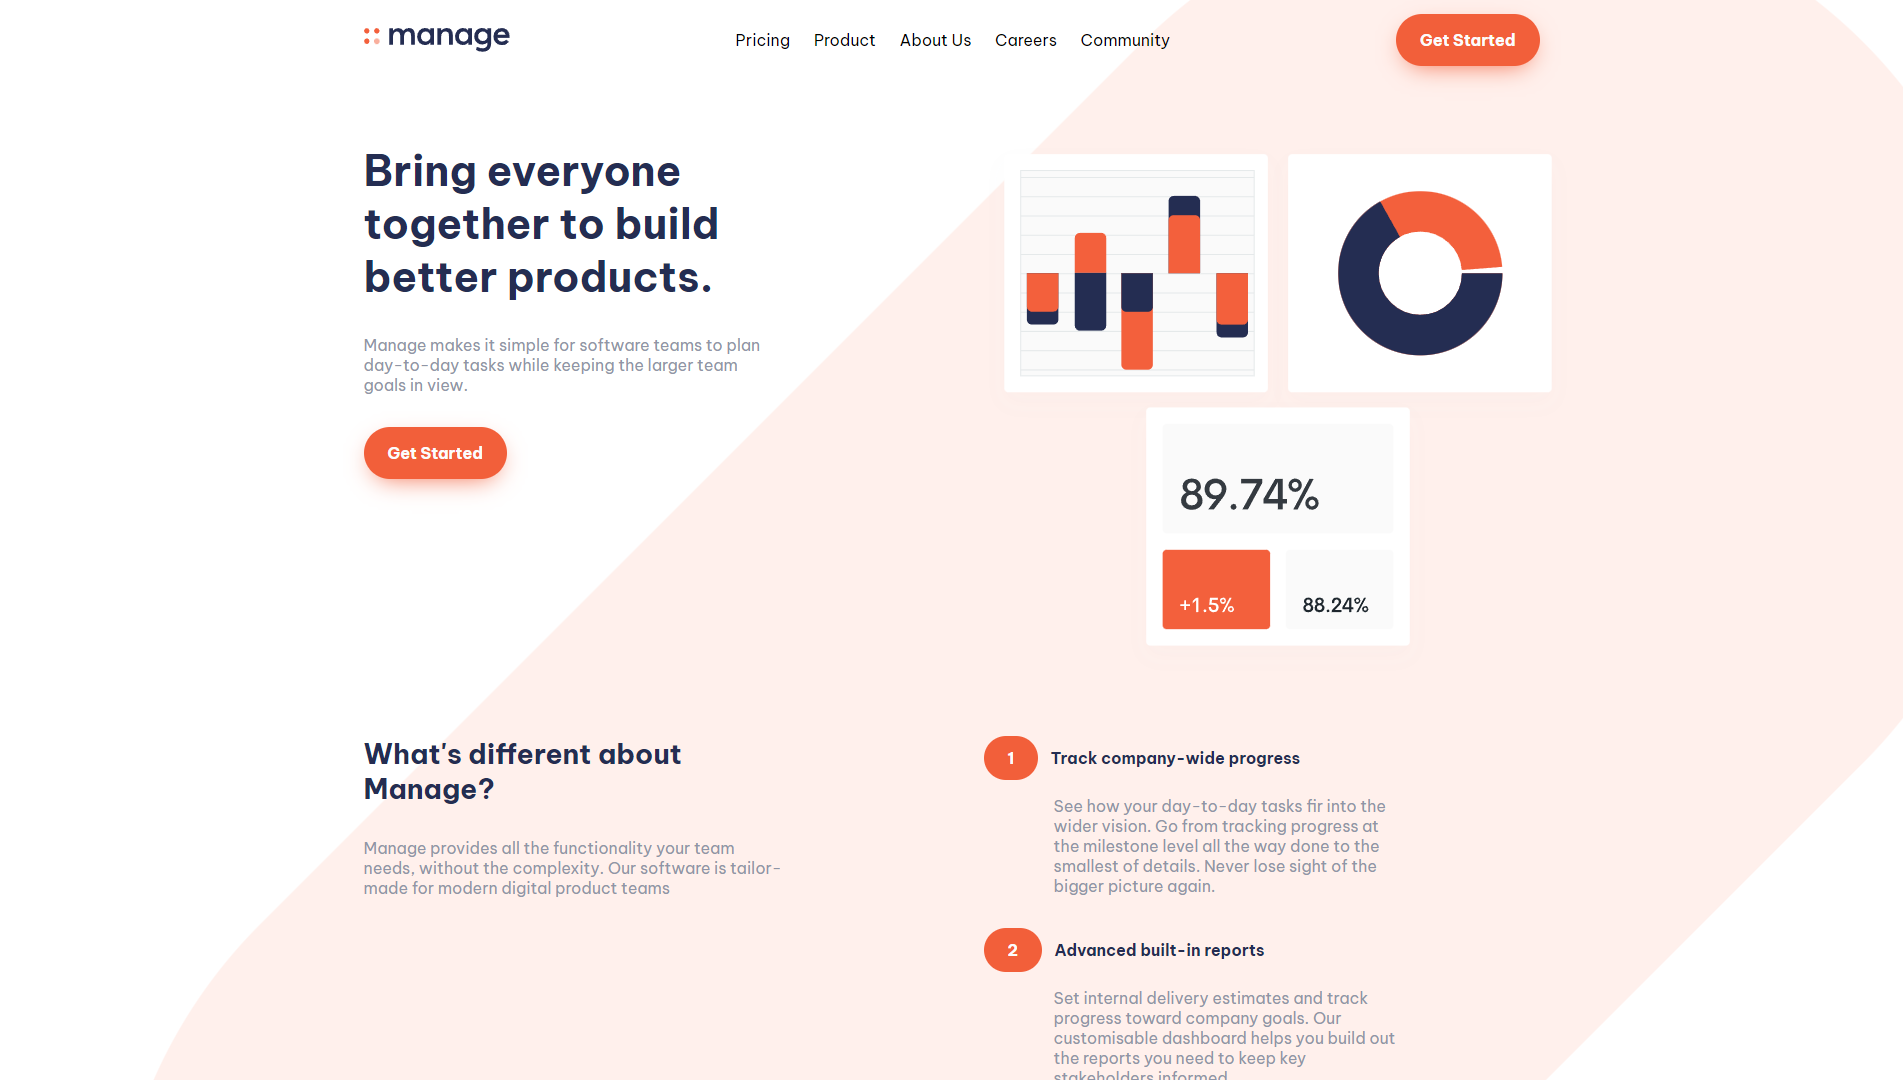 manage
Pricing Product About Us Careers Community
Get Started
Bring everyone
together to build
better products.
Manage makes it simple for software teams to plan
day-to-day tasks while keeping the larger team
goals in view.
Get Started
89.74%
+1.5%
88.24%
What's different about
Manage?
Manage provides all the functionality your team
needs, without the complexity. Our software is tailor-
made for modern digital product teams
1 Track company-wide progress
See how your day-to-day tasks fir into the
wider vision. Go from tracking progress at
the milestone level all the way done to the
smallest of details. Never lose sight of the
bigger picture again.
2 Advanced built-in reports
Set internal delivery estimates and track
progress toward company goals. Our
customisable dashboard helps you build out
the reports you need to keep key
stakeholders informed.